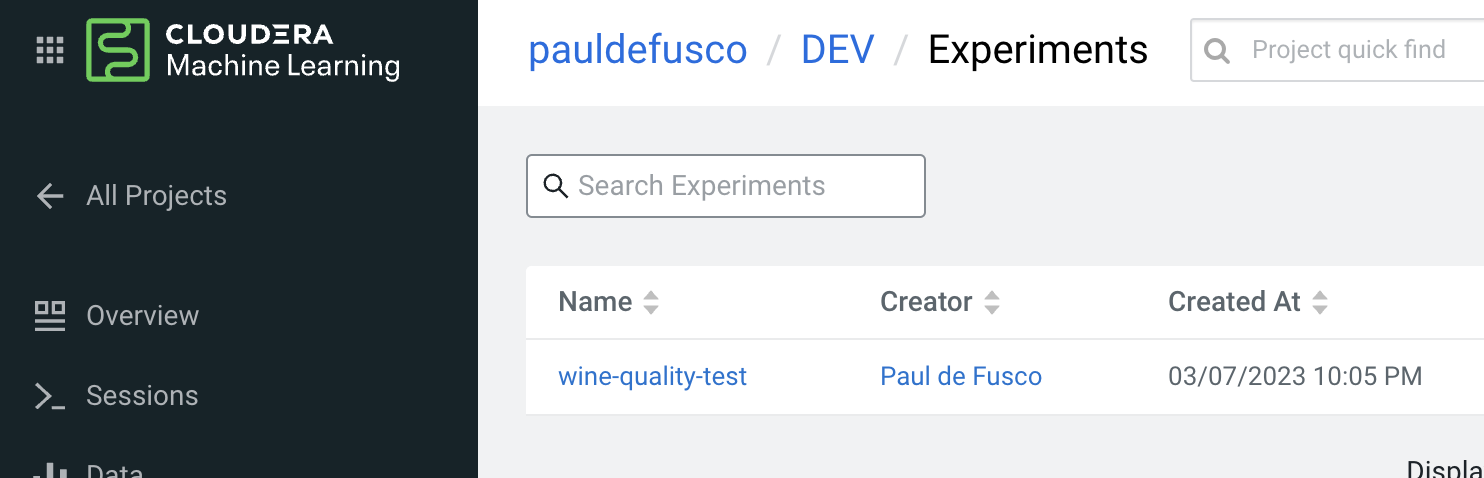 CLOUDERA
Machine Learning
pauldefusco / DEV / Experiments
Project quick find
All Projects
Overview
Sessions
Data
Search Experiments
Name Creator Created At
wine-quality-test Paul de Fusco 03/07/2023 10:05 PM
Displa